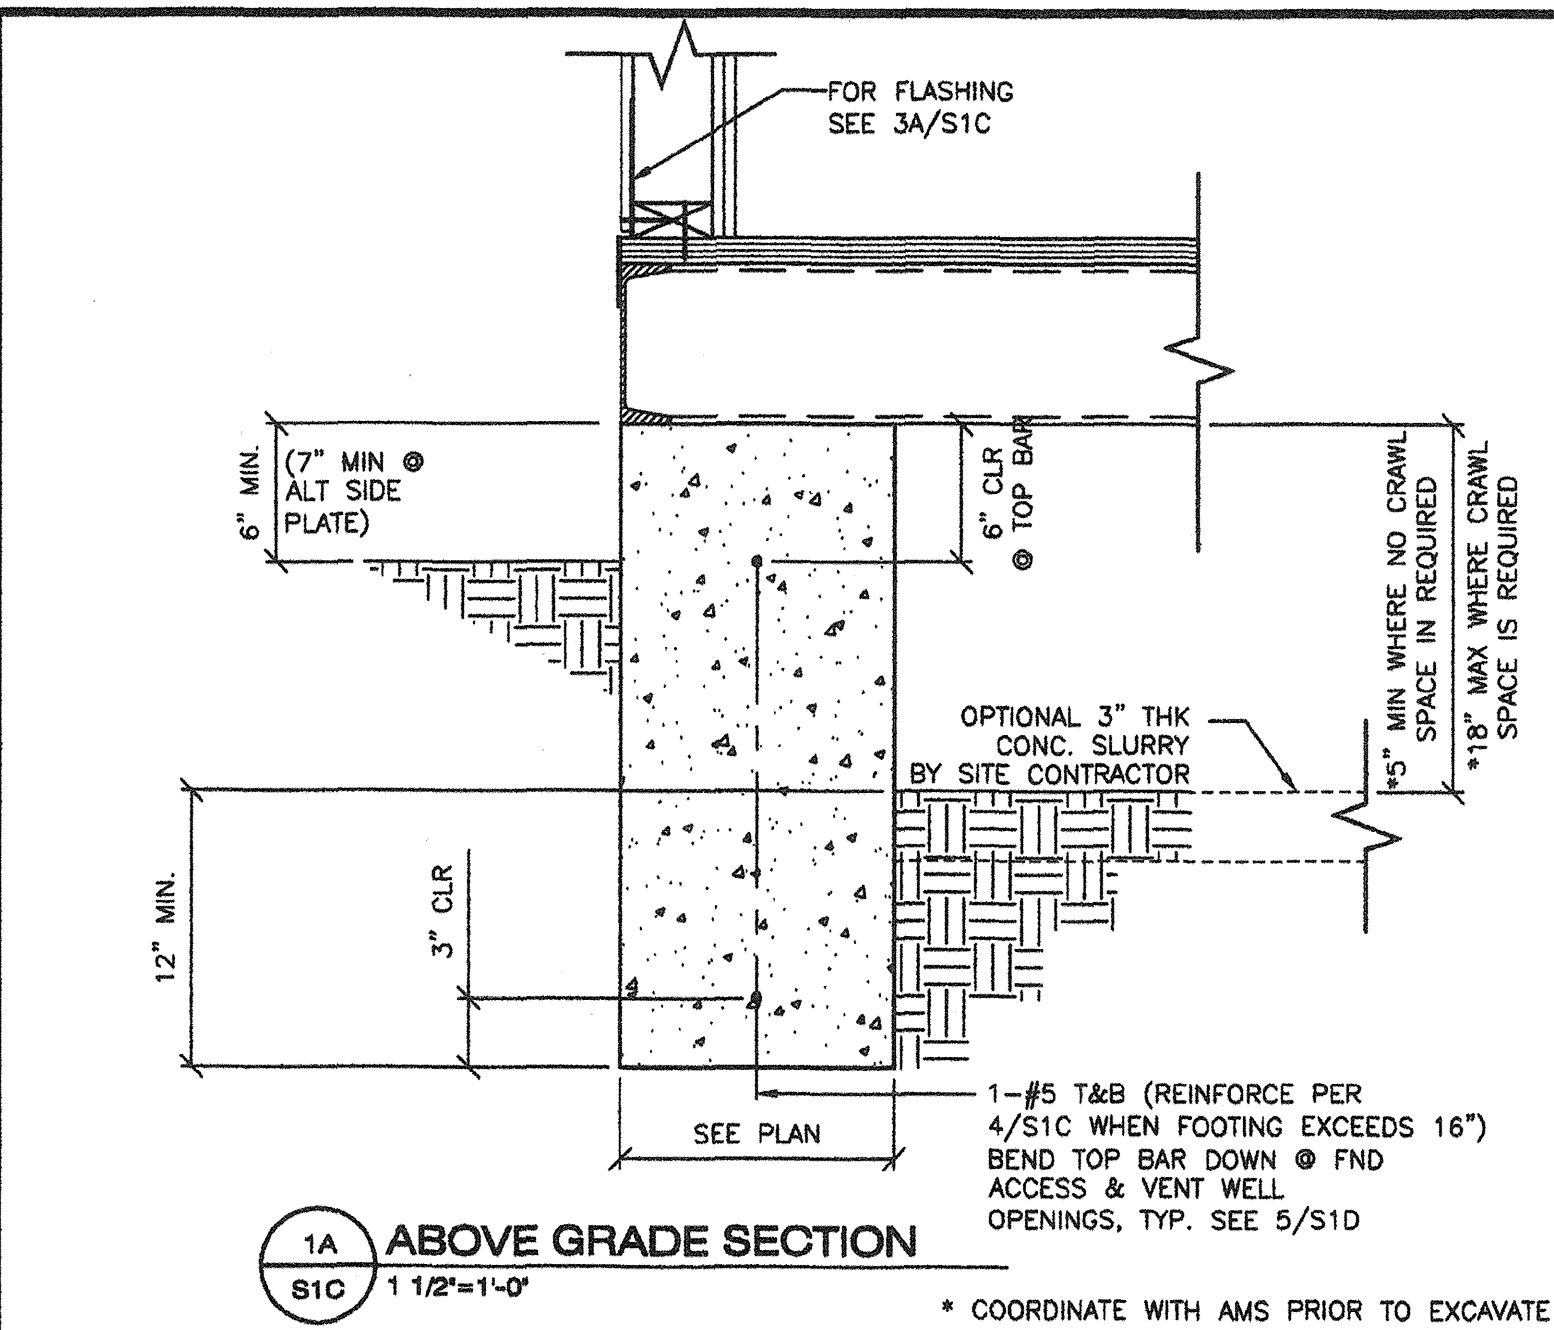 FOR FLASHING
SEE 3A/S1C
6" MIN.
(7" MIN @
ALT SIDE
PLATE)
6" CLR
@ TOP BAR
*5" MIN WHERE NO CRAWL
SPACE IN REQUIRED
*18" MAX WHERE CRAWL
SPACE IS REQUIRED
OPTIONAL 3" THK
CONC. SLURRY
BY SITE CONTRACTOR
12" MIN.
3" CLR
SEE PLAN
1-#5 T&B (REINFORCE PER
4/S1C WHEN FOOTING EXCEEDS 16")
BEND TOP BAR DOWN @ FND
ACCESS & VENT WELL
OPENINGS, TYP. SEE 5/S1D
1A
S1C
ABOVE GRADE SECTION
1 1/2"=1'-0"
* COORDINATE WITH AMS PRIOR TO EXCAVATE